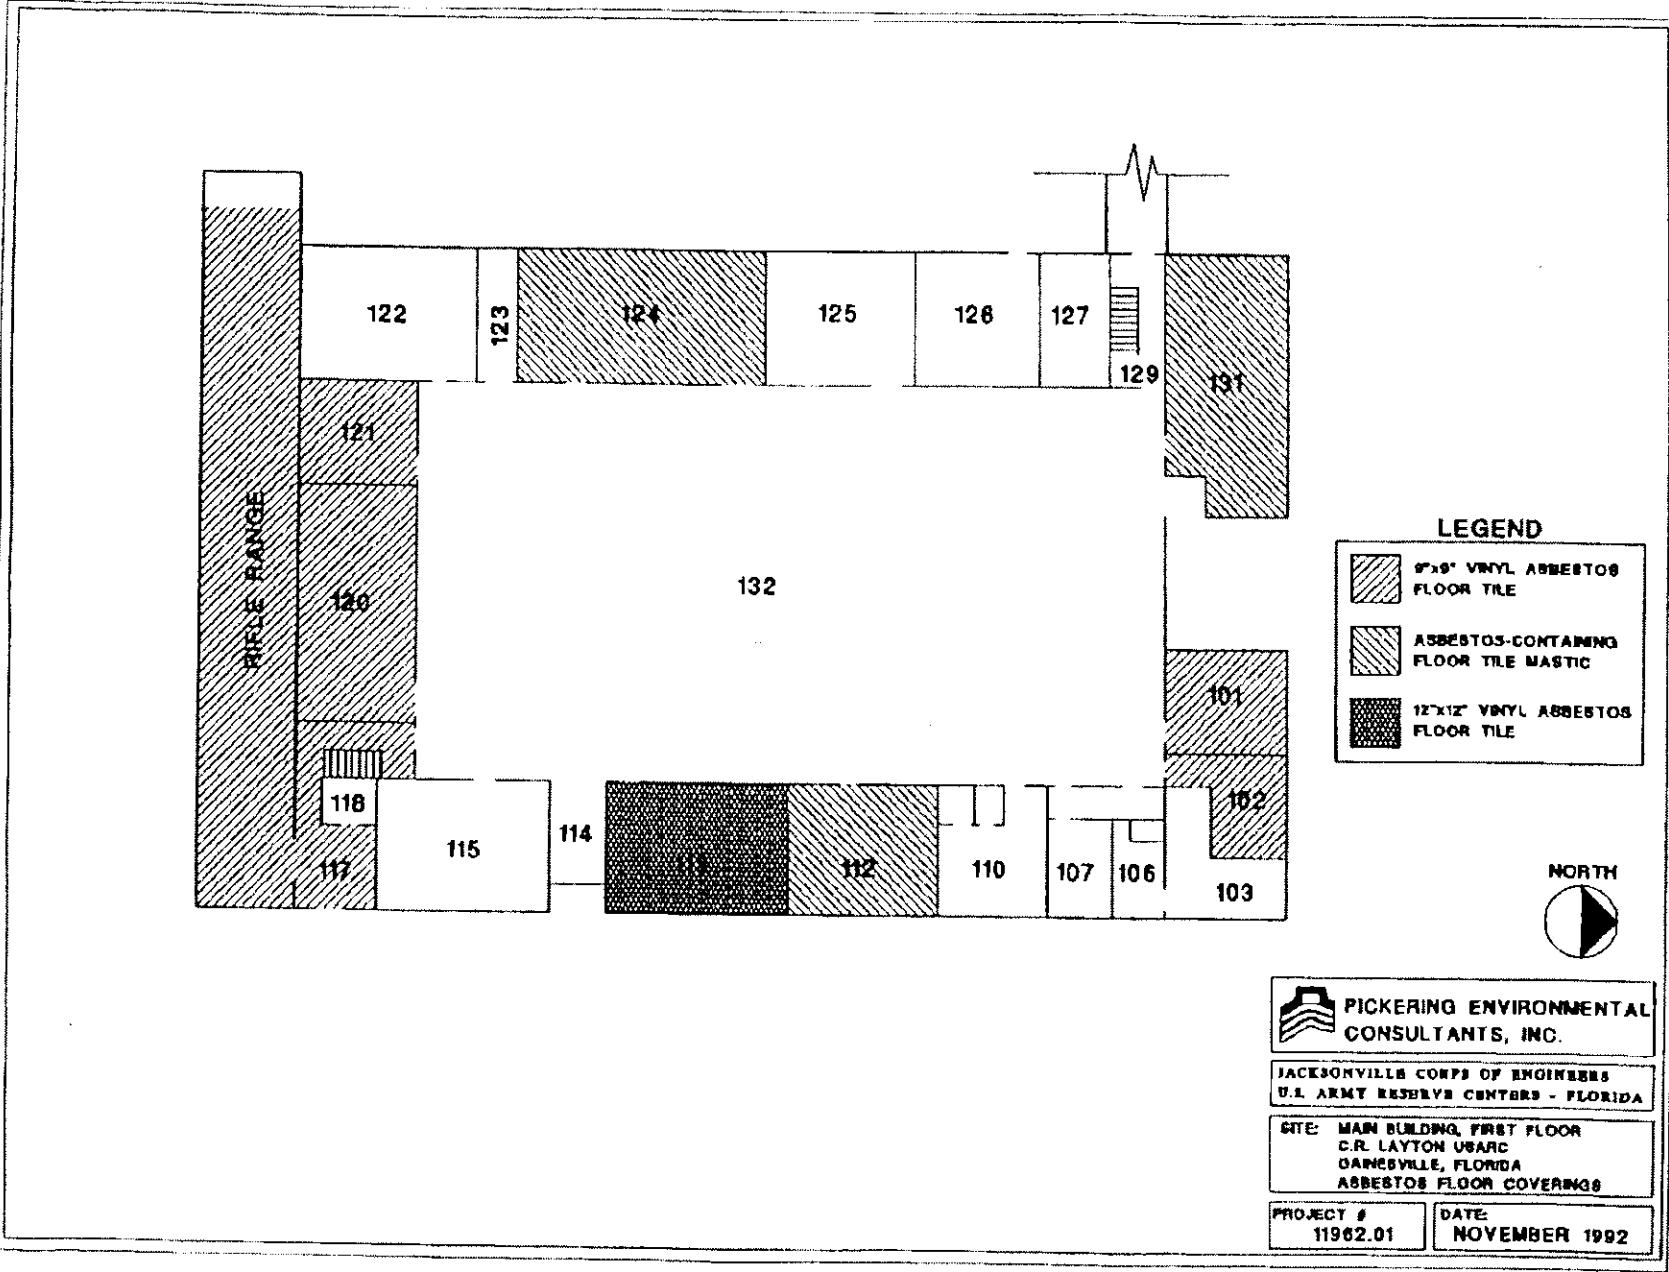 122
123
124
125
126
127
129
131
121
RIFLE RANGE
120
132
101
102
118
117
115
114
113
112
110
107
106
103
LEGEND
9"x9" VINYL ASBESTOS
FLOOR TILE
ASBESTOS-CONTAINING
FLOOR TILE MASTIC
12"x12" VINYL ASBESTOS
FLOOR TILE
NORTH
PICKERING ENVIRONMENTAL
CONSULTANTS, INC.
JACKSONVILLE CORPS OF ENGINEERS
U.S. ARMY RESERVE CENTERS - FLORIDA
SITE: MAIN BUILDING, FIRST FLOOR
C.R. LAYTON USARC
GAINESVILLE, FLORIDA
ASBESTOS FLOOR COVERINGS
PROJECT #
11962.01
DATE:
NOVEMBER 1992